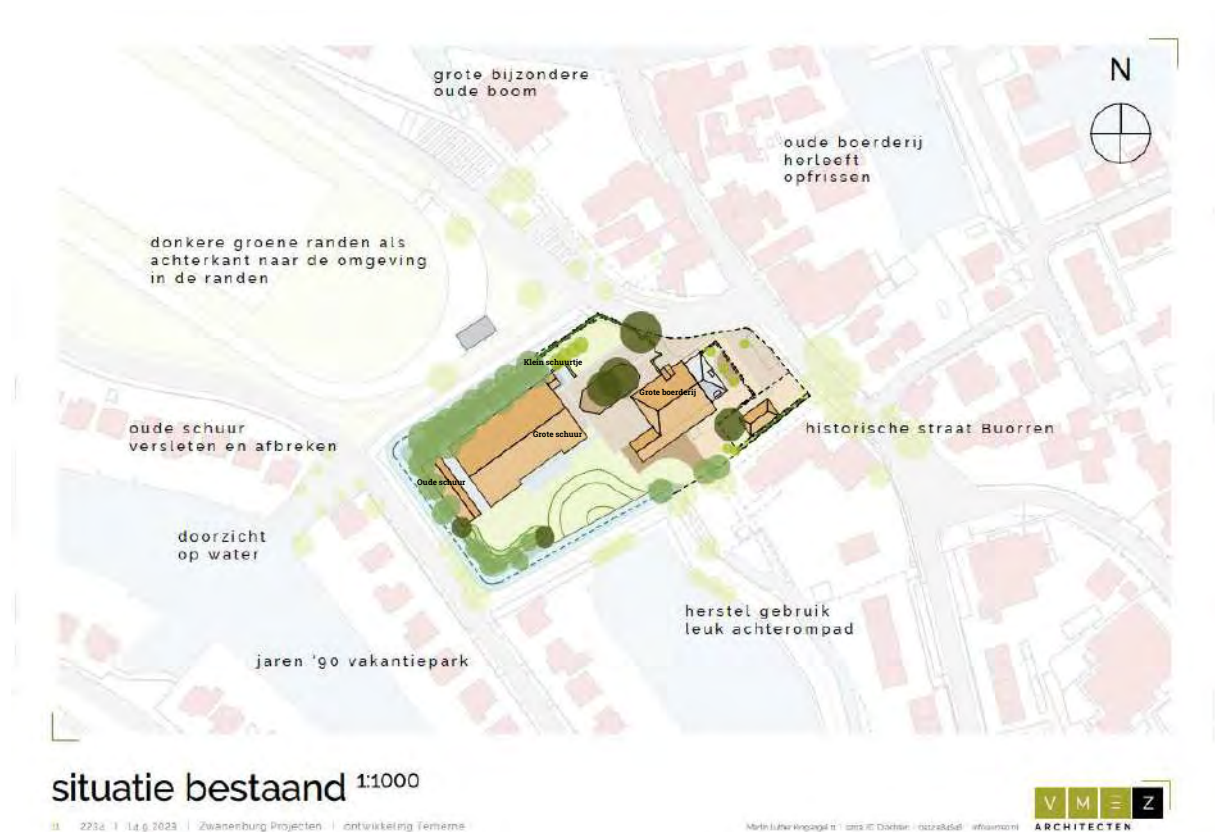 grote bijzondere
oude boom
N
oude boerderij
herleeft
opfrissen
donkere groene randen als
achterkant naar de omgeving
in de randen
Klein schuurtje
Grote boerderij
oude schuur
versleten en afbreken
Grote schuur
historische straat Buorren
Oude schuur
doorzicht
op water
herstel gebruik
leuk achterompad
jaren '90 vakantiepark
situatie bestaand 1:1000
2234 | 14.9.2023 | Zwanenburg Projecten | ontwikkeling Terherne
V M E Z
ARCHITECTEN